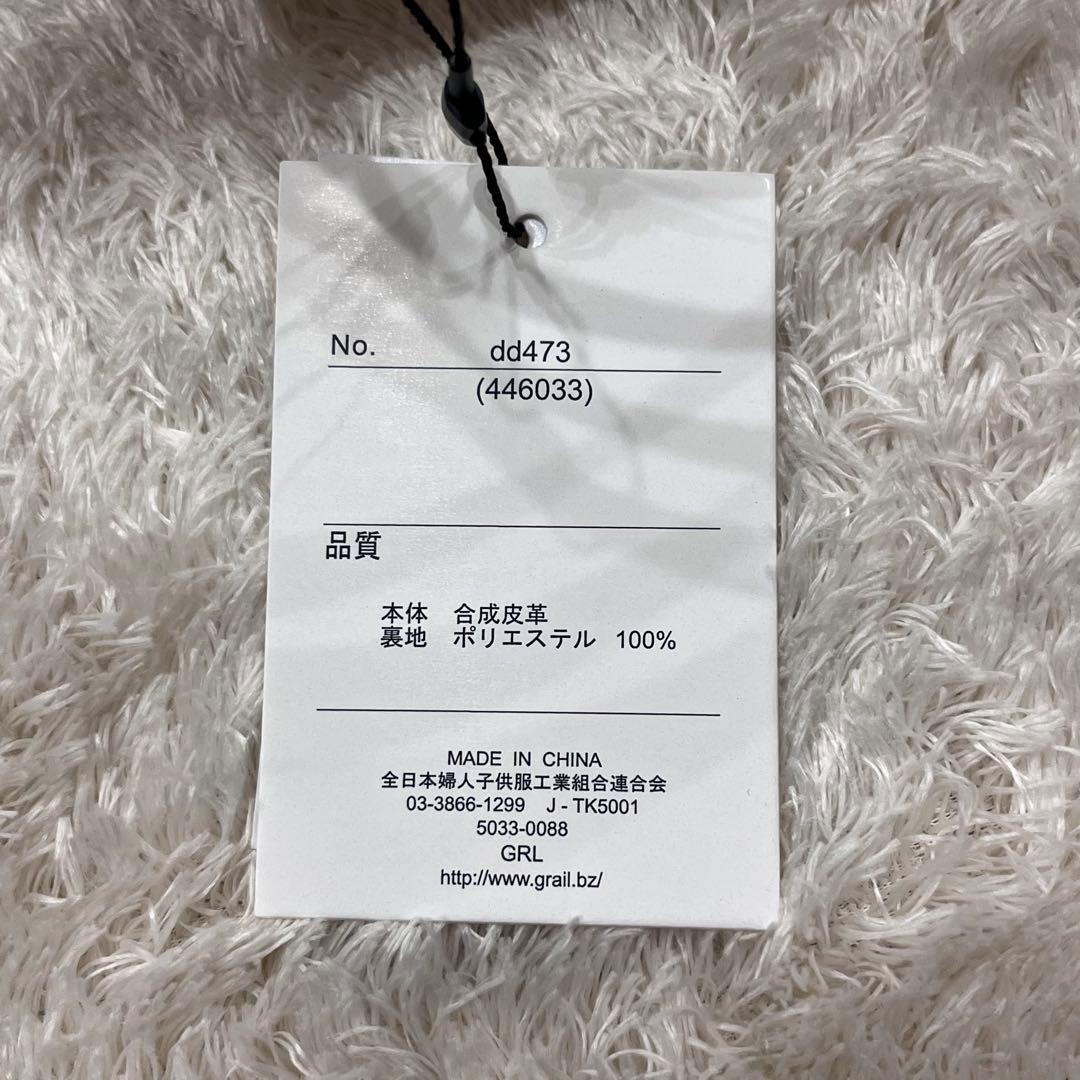 No. dd473
(446033)
品質
本体 合成皮革
裏地 ポリエステル 100%
MADE IN CHINA
全日本婦人子供服工業組合連合会
03-3866-1299 J-TK5001
5033-0088
GRL
http://www.grail.bz/